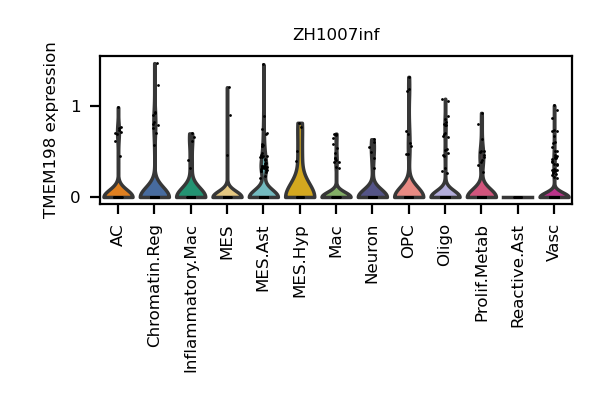 ZH1007inf
TMEM198 expression
1
0
AC
Chromatin.Reg
Inflammatory.Mac
MES
MES.Ast
MES.Hyp
Mac
Neuron
OPC
Oligo
Prolif.Metab
Reactive.Ast
Vasc